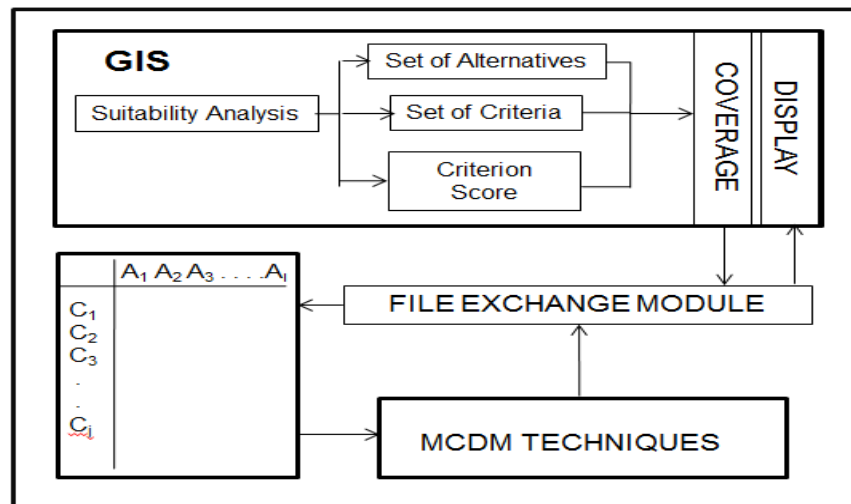 GIS
Suitability Analysis
Set of Alternatives
Set of Criteria
Criterion
Score
COVERAGE
DISPLAY
A₁ A₂ A₃ . . . . Aᵢ
C₁
C₂
C₃
.
.
Cⱼ
FILE EXCHANGE MODULE
MCDM TECHNIQUES